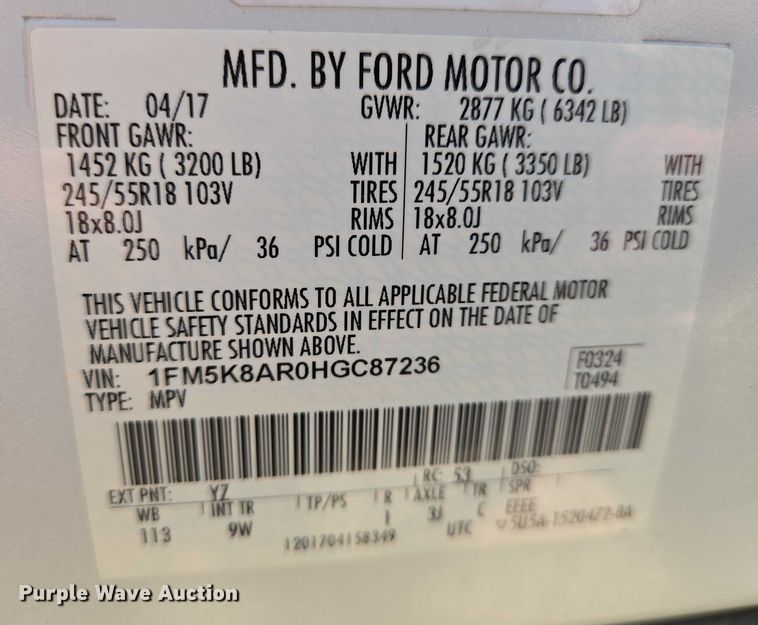 MFD. BY FORD MOTOR CO.
DATE: 04/17 GVWR: 2877 KG ( 6342 LB)
FRONT GAWR: REAR GAWR:
1452 KG ( 3200 LB) WITH 1520 KG ( 3350 LB) WITH
245/55R18 103V TIRES 245/55R18 103V TIRES
18x8.0J RIMS 18x8.0J RIMS
AT 250 kPa/ 36 PSI COLD AT 250 kPa/ 36 PSI COLD
THIS VEHICLE CONFORMS TO ALL APPLICABLE FEDERAL MOTOR
VEHICLE SAFETY STANDARDS IN EFFECT ON THE DATE OF
MANUFACTURE SHOWN ABOVE.
VIN: 1FM5K8AR0HGC87236 F0324
TYPE: MPV T0494
EXT PNT: YZ RC: 53 DSO:
WB INT TR TP/PS R AXLE TR SPR
113 9W I 3J C EEEE
1201704158349 UTC
Purple Wave Auction